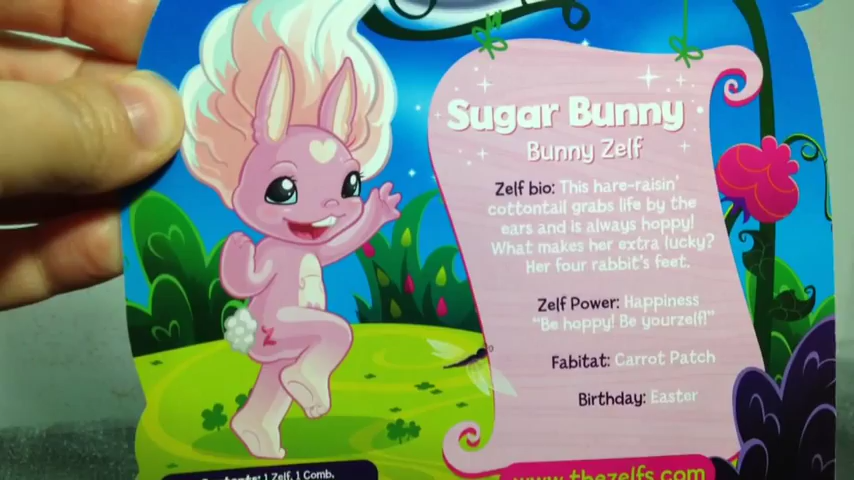 Sugar Bunny
Bunny Zelf
Zelf bio: This hare-raisin'
cottontail grabs life by the
ears and is always hoppy!
What makes her extra lucky?
Her four rabbit's feet.
Zelf Power: Happiness
"Be hoppy! Be yourzelf!"
Fabitat: Carrot Patch
Birthday: Easter
Z
Contents: 1 Zelf, 1 Comb,
www.thezelfs.com